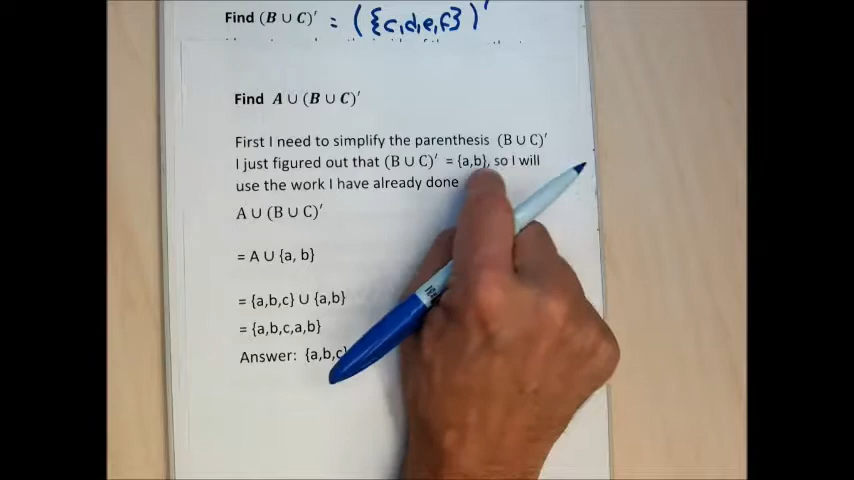 Find (B ∪ C)′ = ({c,d,e,f})′
Find A ∪ (B ∪ C)′
First I need to simplify the parenthesis (B ∪ C)′
I just figured out that (B ∪ C)′ = {a,b}, so I will
use the work I have already done
A ∪ (B ∪ C)′
= A ∪ {a, b}
= {a,b,c} ∪ {a,b}
= {a,b,c,a,b}
Answer: {a,b,c}